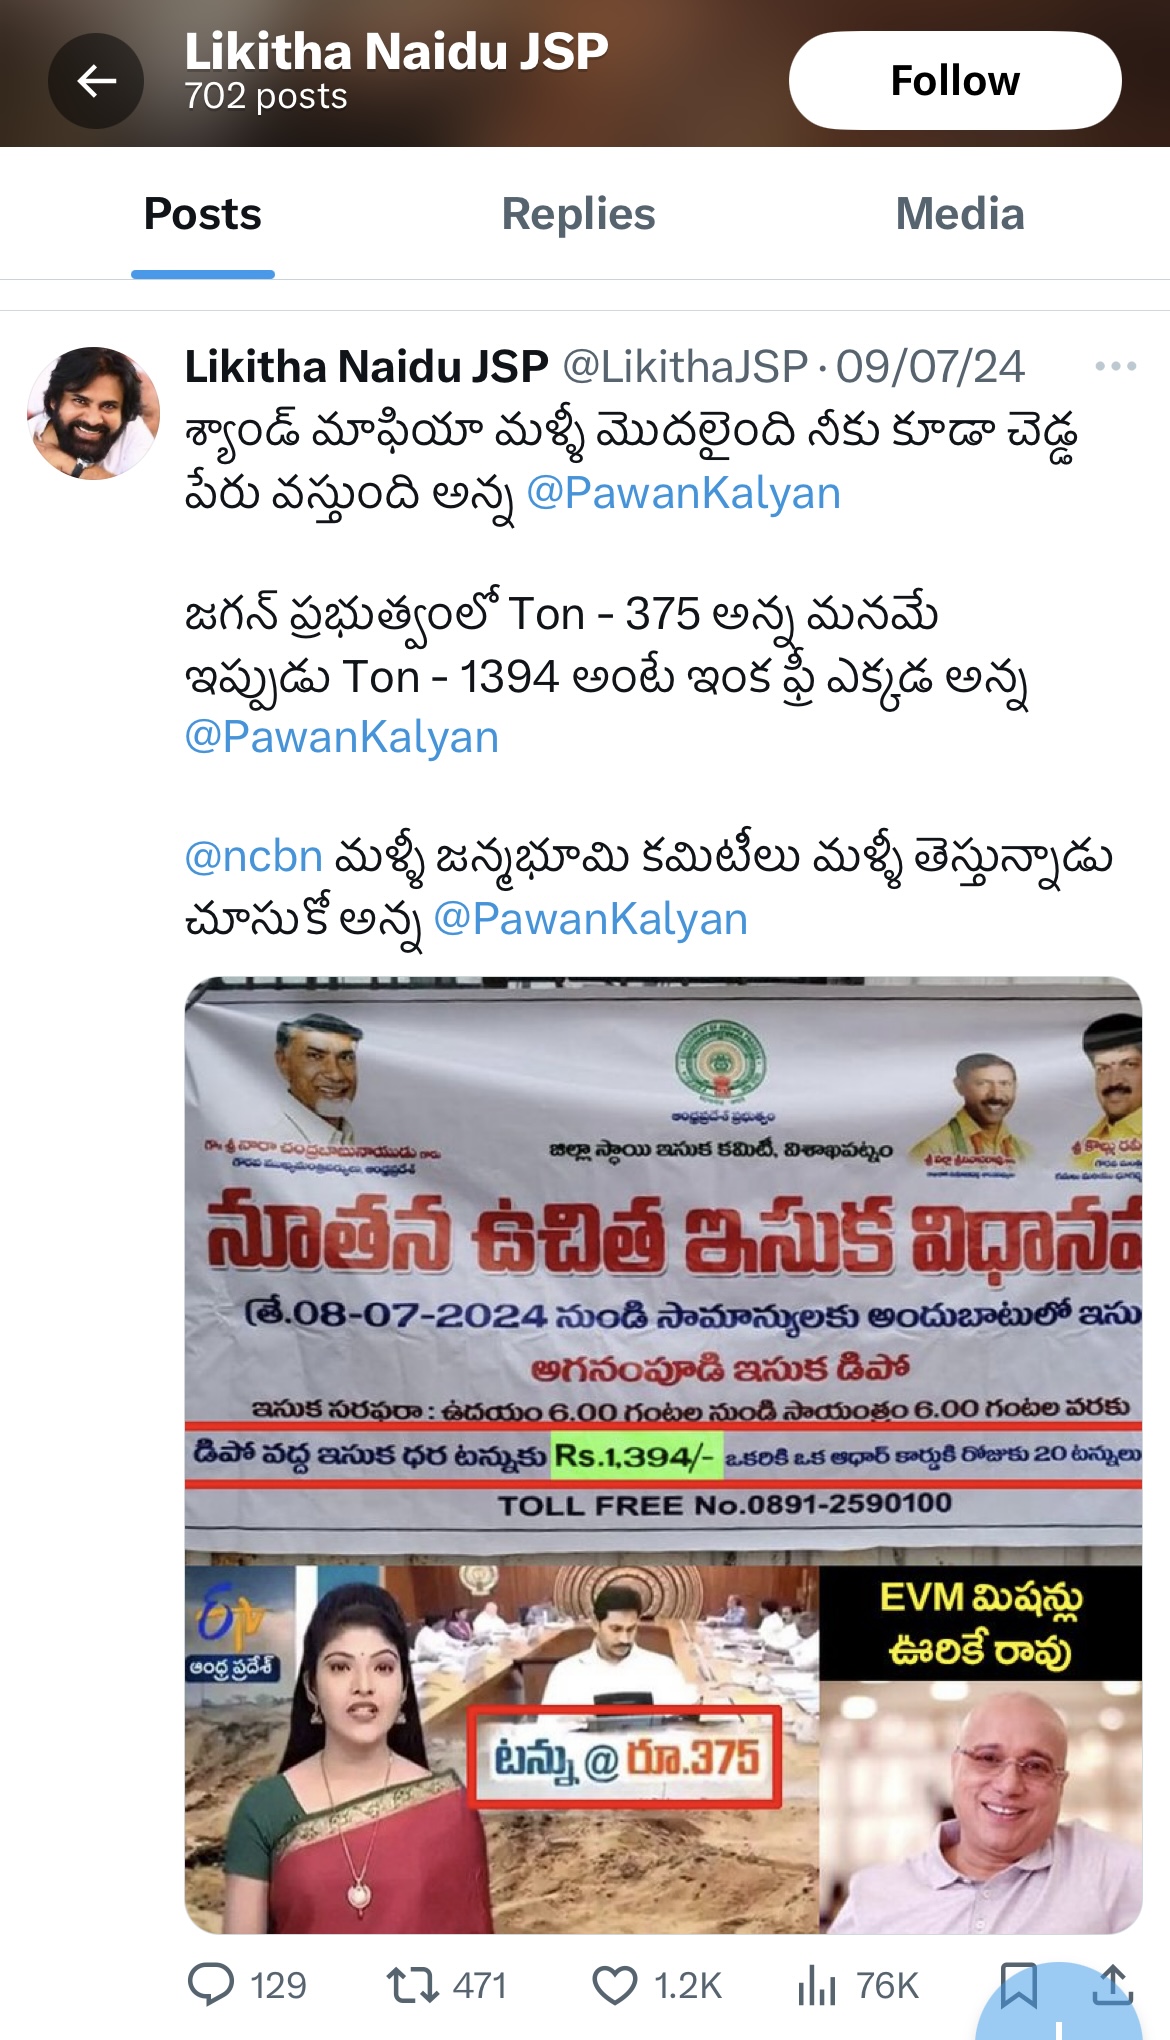 Likitha Naidu JSP
702 posts
Follow
Posts Replies Media
Likitha Naidu JSP @LikithaJSP · 09/07/24
శ్యాండ్ మాఫియా మళ్ళీ మొదలైంది నీకు కూడా చెడ్డ
పేరు వస్తుంది అన్న @PawanKalyan
జగన్ ప్రభుత్వంలో Ton - 375 అన్న మనమే
ఇప్పుడు Ton - 1394 అంటే ఇంక ఫ్రీ ఎక్కడ అన్న
@PawanKalyan
@ncbn మళ్ళీ జన్మభూమి కమిటీలు మళ్ళీ తెస్తున్నాడు
చూసుకో అన్న @PawanKalyan
ఆంధ్రప్రదేశ్ ప్రభుత్వం
గౌ. శ్రీ నారా చంద్రబాబునాయుడు గారు
గౌరవ ముఖ్యమంత్రివర్యులు, ఆంధ్రప్రదేశ్
జిల్లా స్థాయి ఇసుక కమిటీ, విశాఖపట్నం
నూతన ఉచిత ఇసుక విధానం
తే.08-07-2024 నుండి సామాన్యులకు అందుబాటులో ఇసు
అగనంపూడి ఇసుక డిపో
ఇసుక సరఫరా : ఉదయం 6.00 గంటల నుండి సాయంత్రం 6.00 గంటల వరకు
డిపో వద్ద ఇసుక ధర టన్నుకు Rs.1,394/- ఒకరికి ఒక ఆధార్ కార్డుకి రోజుకు 20 టన్నులు
TOLL FREE No.0891-2590100
ఆంధ్ర ప్రదేశ్
టన్ను @ రూ.375
EVM మిషన్లు
ఊరికే రావు
129 471 1.2K 76K